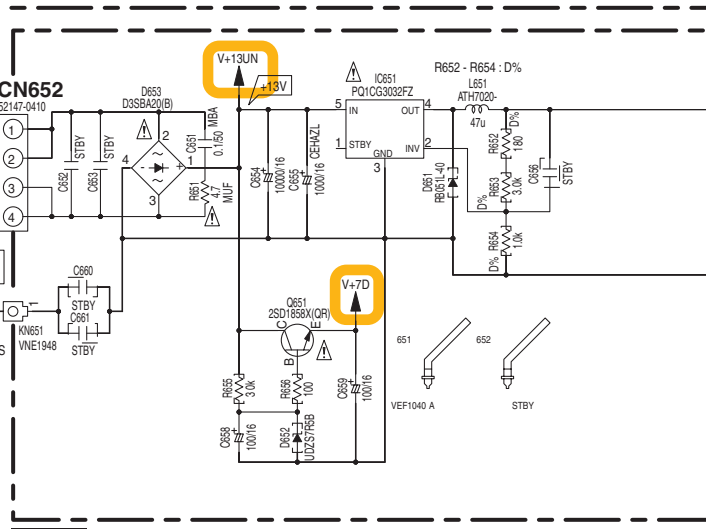 V+13UN
+13V
CN652
52147-0410
1
2
3
4
STBY
C652
STBY
C653
D653
D3SBA20(B)
2
4
1
3
~
~
-
+
C651
0.1/50
MBA
R651
4.7
MUF
C654
10000/16
C655
1000/16
CEHAZL
IC651
PQ1CG3032FZ
5
IN
OUT
4
1
STBY
INV
2
GND
3
R652 - R654 : D%
L651
ATH7020-
47u
D651
RB051L-40
R652
180
D%
R653
3.0k
D%
R654
1.0k
D%
C656
STBY
C660
STBY
C661
STBY
1
KN651
VNE1948
S
V+7D
Q651
2SD1858X(QR)
C
E
B
R655
3.0k
R656
100
C658
100/16
D652
UDZS7R5B
C659
100/16
651
VEF1040 A
652
STBY